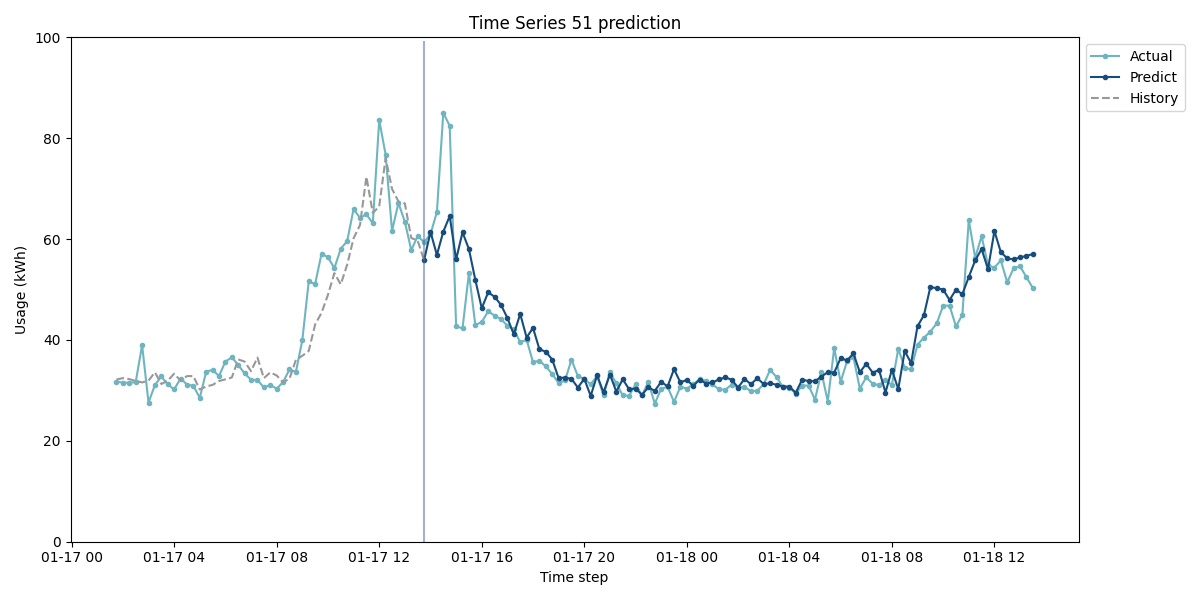 Time Series 51 prediction
100
80
60
40
20
0
Usage (kWh)
01-17 00
01-17 04
01-17 08
01-17 12
01-17 16
01-17 20
01-18 00
01-18 04
01-18 08
01-18 12
Time step
Actual
Predict
History